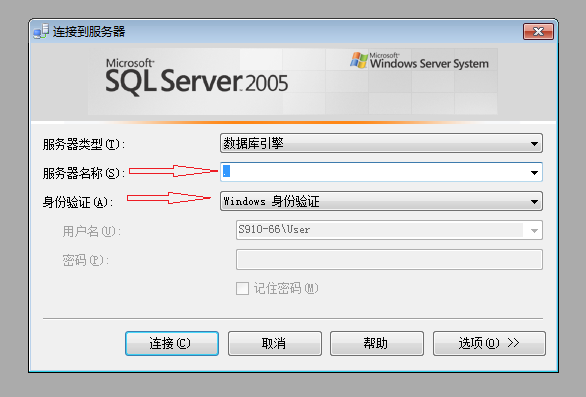 连接到服务器
Microsoft
SQL Server 2005
Microsoft
Windows Server System
服务器类型(T): 数据库引擎
服务器名称(S): .
身份验证(A): Windows 身份验证
用户名(U): S910-66\User
密码(P):
记住密码(M)
连接(C) 取消 帮助 选项(O) >>